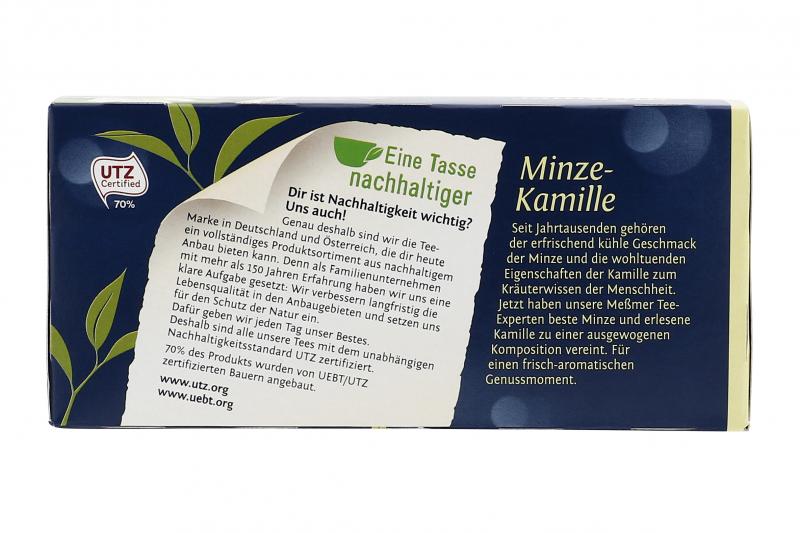 UTZ
Certified
70%
Eine Tasse
nachhaltiger
Dir ist Nachhaltigkeit wichtig?
Uns auch!
Genau deshalb sind wir die Tee-
Marke in Deutschland und Österreich, die dir heute
ein vollständiges Produktsortiment aus nachhaltigem
Anbau bieten kann. Denn als Familienunternehmen
mit mehr als 150 Jahren Erfahrung haben wir uns eine
klare Aufgabe gesetzt: Wir verbessern langfristig die
Lebensqualität in den Anbaugebieten und setzen uns
für den Schutz der Natur ein.
Dafür geben wir jeden Tag unser Bestes.
Deshalb sind alle unsere Tees mit dem unabhängigen
Nachhaltigkeitsstandard UTZ zertifiziert.
70% des Produkts wurden von UEBT/UTZ
zertifizierten Bauern angebaut.
www.utz.org
www.uebt.org
Minze-
Kamille
Seit Jahrtausenden gehören
der erfrischend kühle Geschmack
der Minze und die wohltuenden
Eigenschaften der Kamille zum
Kräuterwissen der Menschheit.
Jetzt haben unsere Meßmer Tee-
Experten beste Minze und erlesene
Kamille zu einer ausgewogenen
Komposition vereint. Für
einen frisch-aromatischen
Genussmoment.